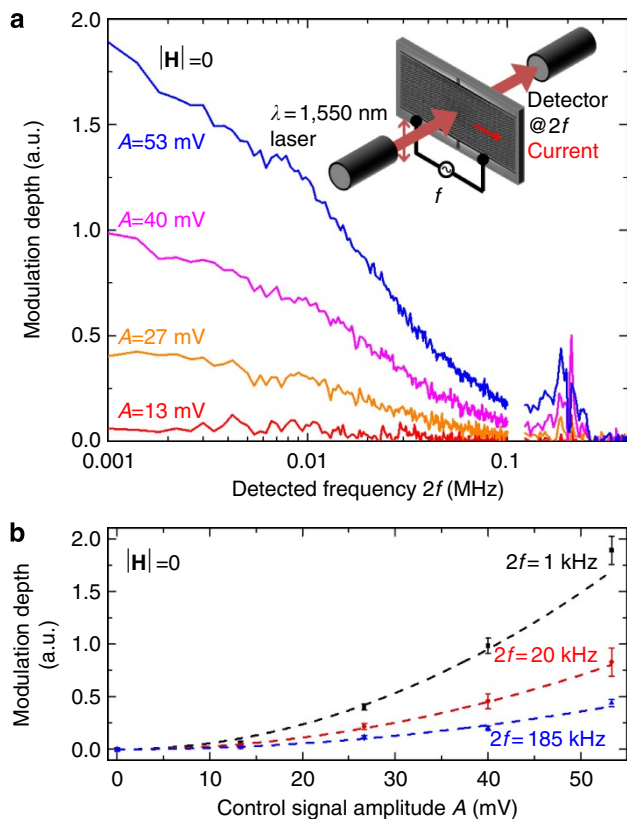 a
|H|=0
λ=1,550 nm
laser
Detector
@2f
Current
f
A=53 mV
A=40 mV
A=27 mV
A=13 mV
Modulation depth (a.u.)
2.0
1.5
1.0
0.5
0.0
0.001
0.01
0.1
Detected frequency 2f (MHz)
b
|H|=0
2f=1 kHz
2f=20 kHz
2f=185 kHz
Modulation depth
(a.u.)
2.0
1.5
1.0
0.5
0.0
0
10
20
30
40
50
Control signal amplitude A (mV)